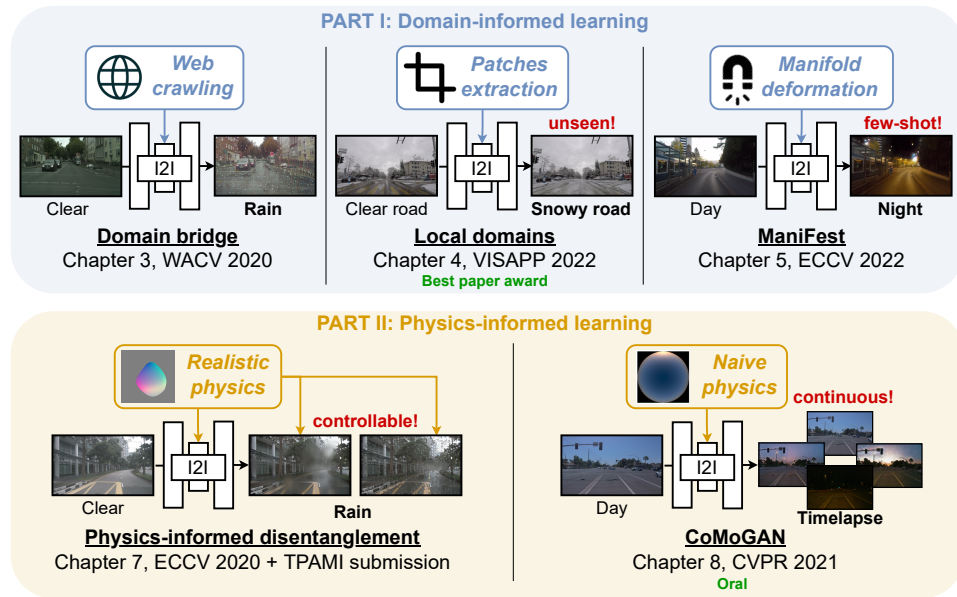 PART I: Domain-informed learning
Web
crawling
I2I
Clear
Rain
Domain bridge
Chapter 3, WACV 2020
Patches
extraction
unseen!
I2I
Clear road
Snowy road
Local domains
Chapter 4, VISAPP 2022
Best paper award
Manifold
deformation
few-shot!
I2I
Day
Night
ManiFest
Chapter 5, ECCV 2022
PART II: Physics-informed learning
Realistic
physics
controllable!
I2I
Clear
Rain
Physics-informed disentanglement
Chapter 7, ECCV 2020 + TPAMI submission
Naive
physics
continuous!
I2I
Day
Timelapse
CoMoGAN
Chapter 8, CVPR 2021
Oral